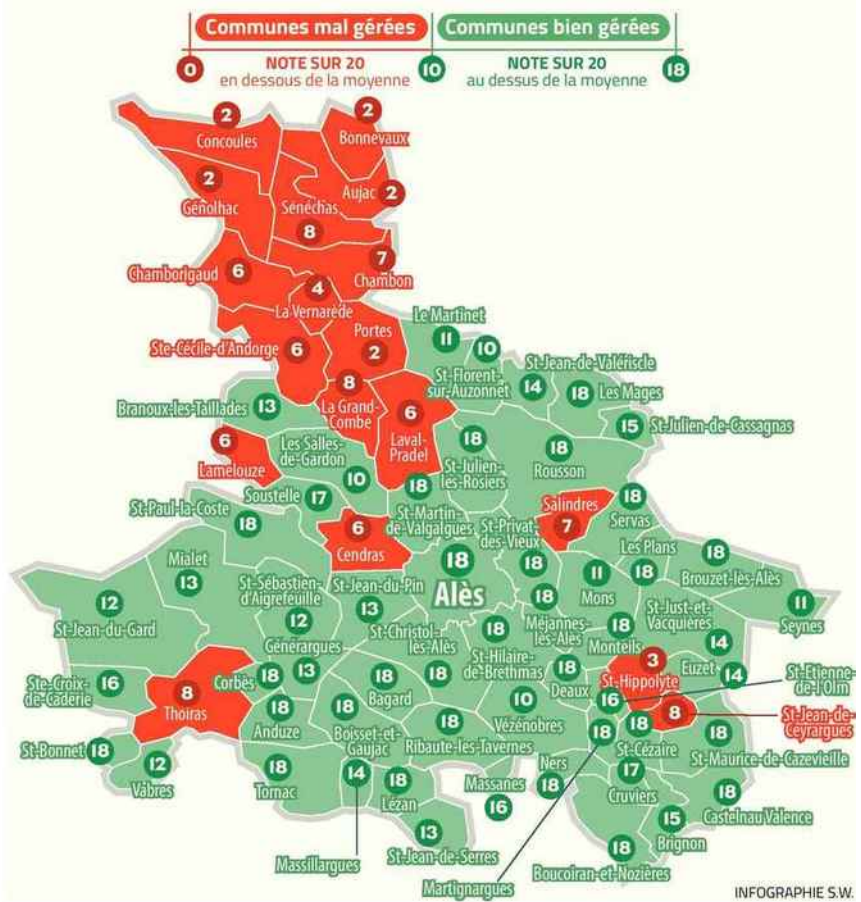 Communes mal gérées
Communes bien gérées
NOTE SUR 20
en dessous de la moyenne
NOTE SUR 20
au dessus de la moyenne
0
10
18
2
Concoules
2
Bonnevaux
2
Génolhac
Aujac 2
Sénéchas
8
Chamborigaud
6
7
Chambon
4
La Vernarède
Ste-Cécile-d'Andorge
6
Portes
2
Le Martinet
11
10
St-Florent-
sur-Auzonnet
St-Jean-de-Valériscle
14
18
Les Mages
15
St-Julien-de-Cassagnas
Branoux-les-Taillades
13
8
La Grand-
Combe
6
Laval-
Pradel
18
St-Julien-
les-Rosiers
18
Rousson
6
Lamelouze
Les Salles-
de-Gardon
10
Soustelle
17
18
St-Martin-
de-Valgalgues
St-Paul-la-Coste
18
6
Cendras
St-Privat-
des-Vieux
18
Salindres
7
18
Servas
Les Plans
18
18
Brouzet-lès-Alès
Mialet
13
18
Alès
11
Mons
11
Seynes
12
St-Jean-du-Gard
St-Sébastien-
d'Aigrefeuille
12
Générargues
13
St-Jean-du-Pin
13
St-Christol-
lès-Alès
18
18
Méjannes-
lès-Alès
18
Monteils
St-Just-et-
Vacquières
14
18
St-Hilaire-
de-Brethmas
3
St-Hippolyte
Euzet
14
St-Etienne-
de-l'Olm
16
Ste-Croix-
de-Caderie
16
8
Thoiras
Corbès
18
18
Bagard
18
Deaux
8
St-Jean-de-
Ceyrargues
18
Anduze
18
Boisset-et-
Gaujac
18
Ribaute-les-Tavernes
10
Vézénobres
18
18
St-Cézaire
18
St-Maurice-de-Cazevieille
St-Bonnet
18
12
Vabres
18
Tornac
14
18
Lézan
Massanes
16
Ners
18
17
Cruviers
18
Castelnau Valence
13
St-Jean-de-Serres
15
Brignon
18
Boucoiran-et-Nozières
Massillargues
Martignargues
INFOGRAPHIE S.W.